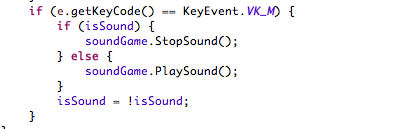 if (e.getKeyCode() == KeyEvent.VK_M) {
if (isSound) {
soundGame.StopSound();
} else {
soundGame.PlaySound();
}
isSound = !isSound;
}
}